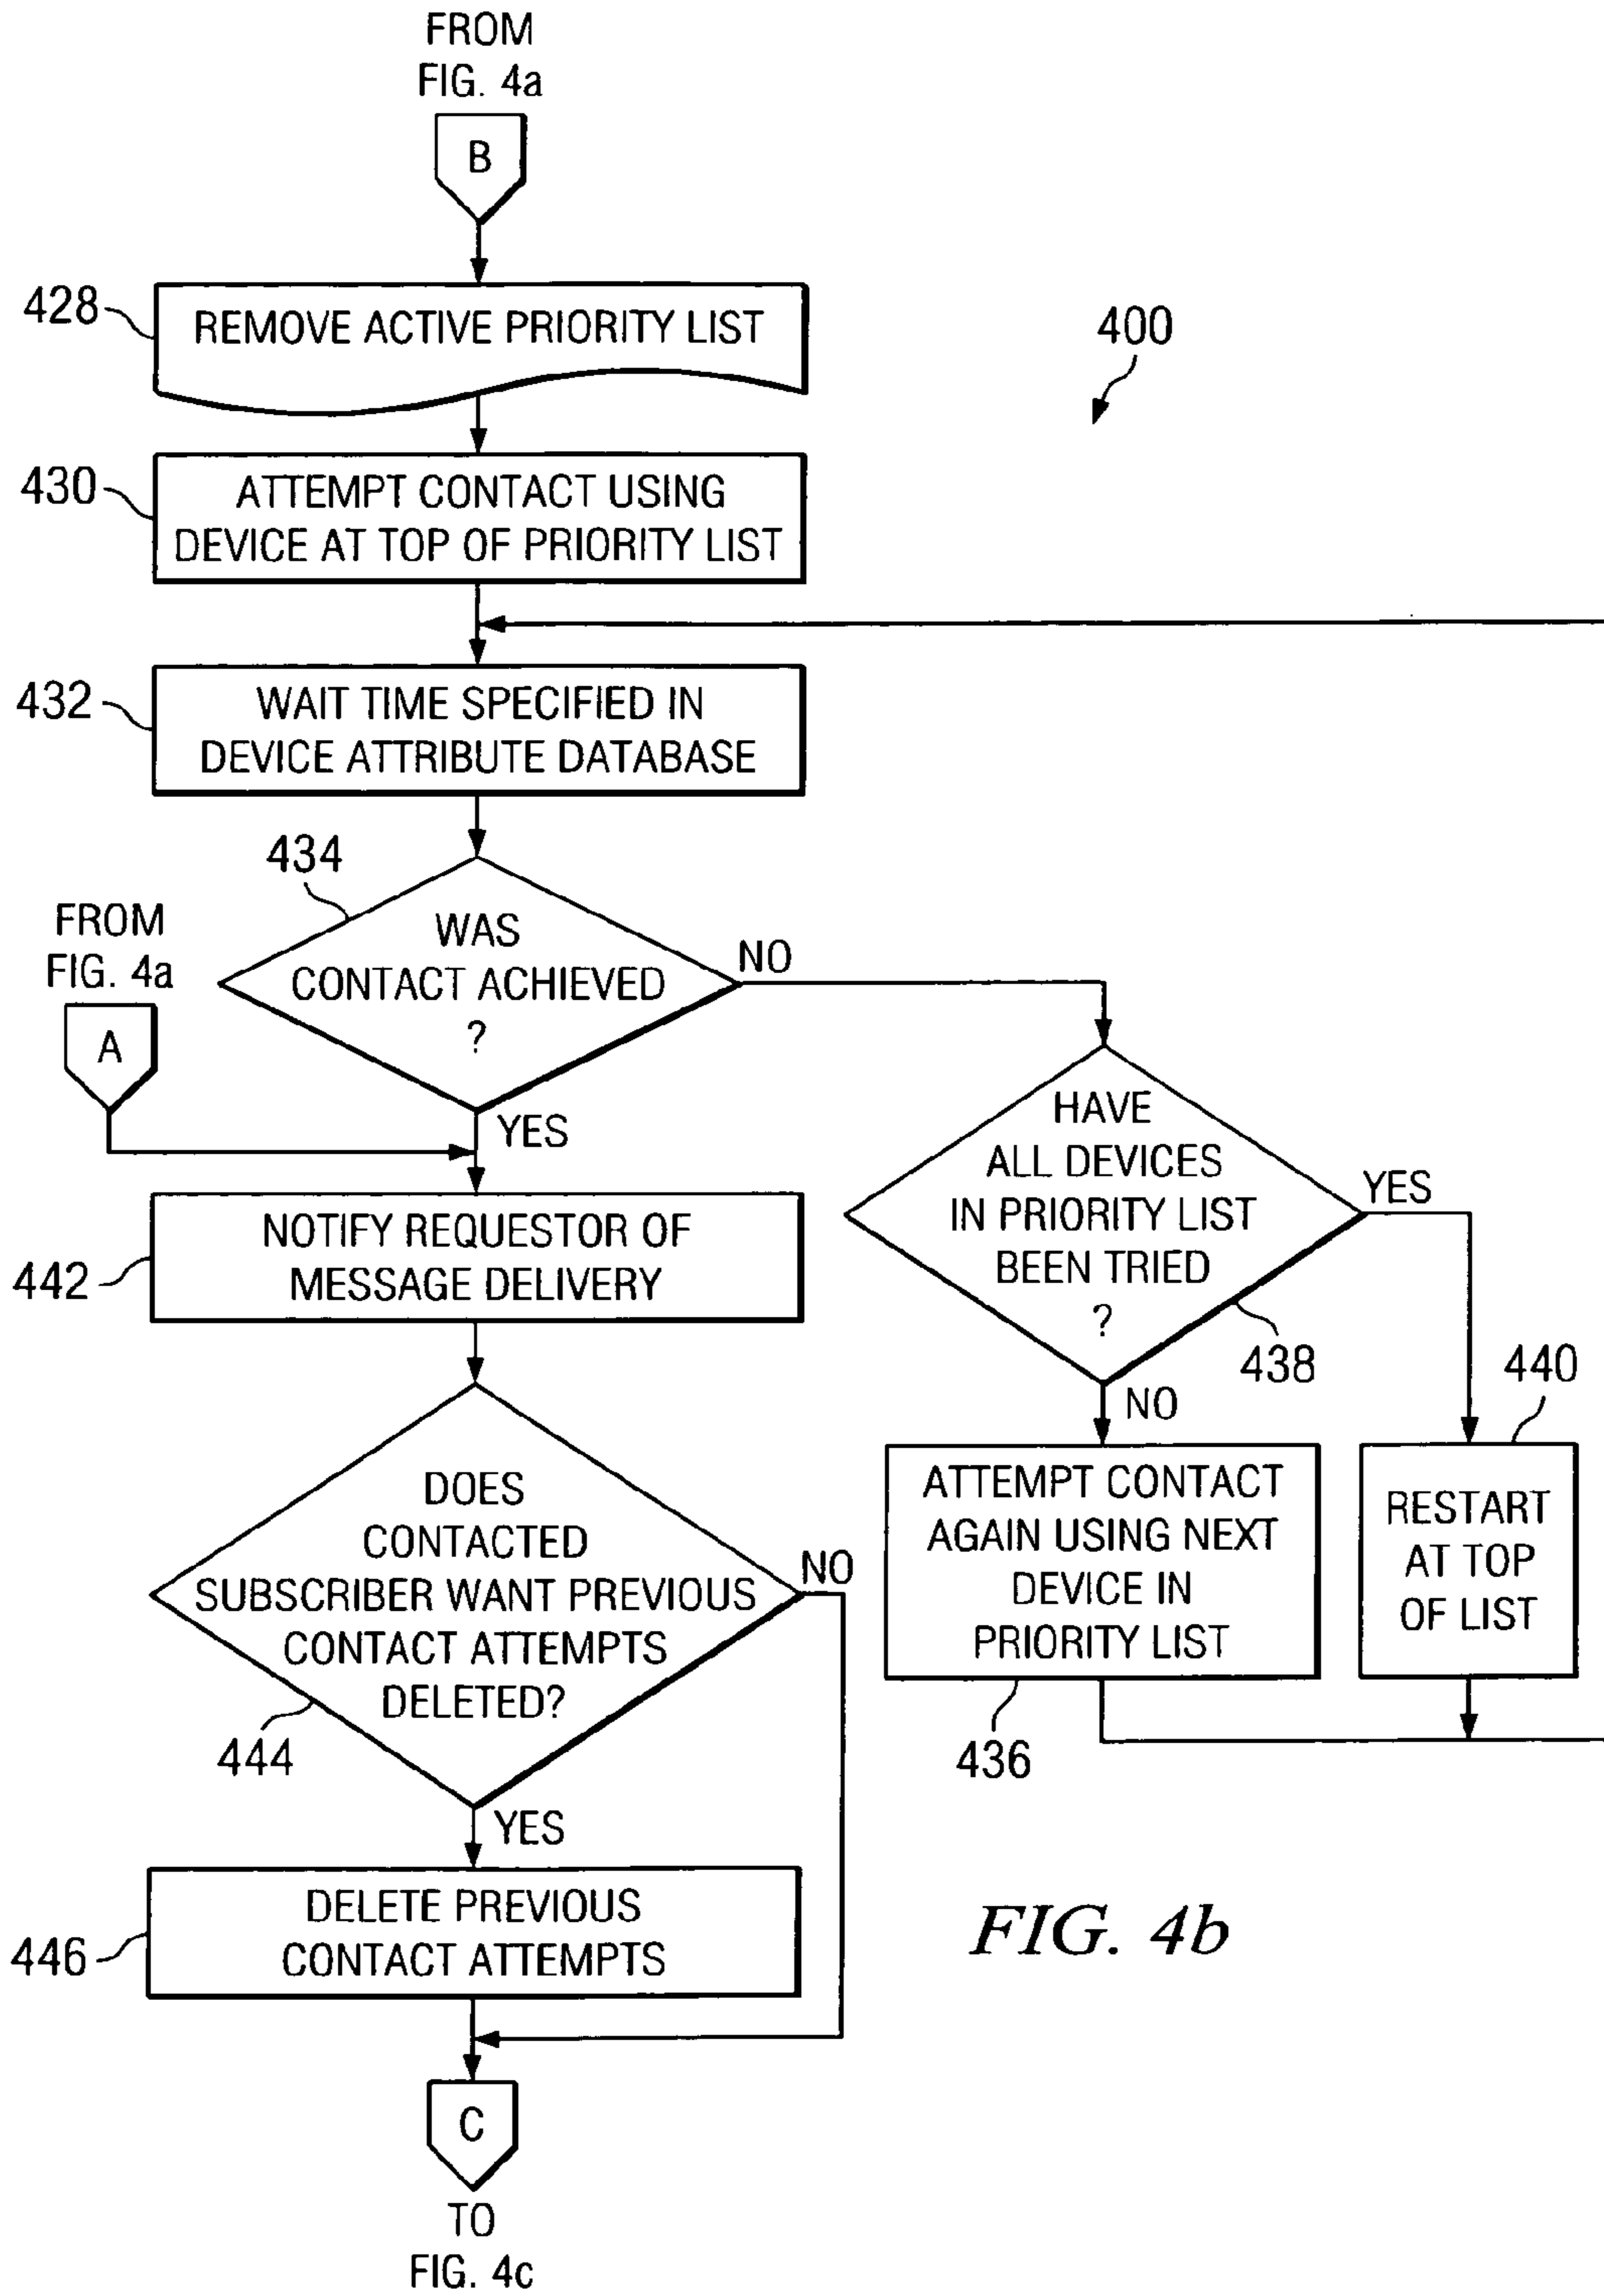 FROM
FIG. 4a
B
428
REMOVE ACTIVE PRIORITY LIST
400
430
ATTEMPT CONTACT USING
DEVICE AT TOP OF PRIORITY LIST
432
WAIT TIME SPECIFIED IN
DEVICE ATTRIBUTE DATABASE
434
WAS
CONTACT ACHIEVED
?
NO
YES
FROM
FIG. 4a
A
HAVE
ALL DEVICES
IN PRIORITY LIST
BEEN TRIED
?
YES
438
NO
440
442
NOTIFY REQUESTOR OF
MESSAGE DELIVERY
ATTEMPT CONTACT
AGAIN USING NEXT
DEVICE IN
PRIORITY LIST
436
RESTART
AT TOP
OF LIST
DOES
CONTACTED
SUBSCRIBER WANT PREVIOUS
CONTACT ATTEMPTS
DELETED?
NO
444
YES
446
DELETE PREVIOUS
CONTACT ATTEMPTS
FIG. 4b
C
TO
FIG. 4c